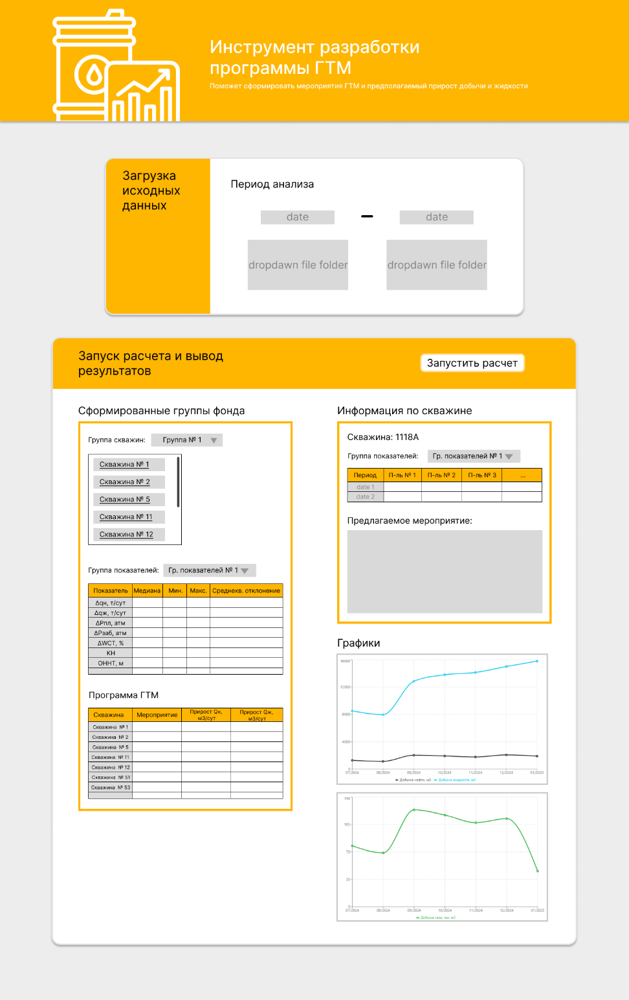 Инструмент разработки
программы ГТМ
Поможет сформировать мероприятия ГТМ и предполагаемый прирост добычи и жидкости
Загрузка
исходных
данных
Период анализа
date
date
dropdawn file folder
dropdawn file folder
Запуск расчета и вывод
результатов
Запустить расчет
Сформированные группы фонда
Группа скважин:
Группа № 1
Скважина № 1
Скважина № 2
Скважина № 5
Скважина № 11
Скважина № 12
Группа показателей:
Гр. показателей № 1
Показатель Медиана Мин. Макс. Среднекв. отклонение
Δqн, т/сут
Δqж, т/сут
ΔPпл, атм
ΔPзаб, атм
ΔWCT, %
КН
ОННТ, м
Программа ГТМ
Скважина Мероприятие Прирост Qн, Прирост Qж,
м3/сут м3/сут
Скважина № 1
Скважина № 2
Скважина № 5
Скважина № 11
Скважина № 12
Скважина № 51
Скважина № 53
Информация по скважине
Скважина: 1118А
Группа показателей:
Гр. показателей № 1
Период П-ль № 1 П-ль № 2 П-ль № 3 ...
date 1
date 2
Предлагаемое мероприятие:
Графики
16000
12000
8000
4000
0
07/2024 08/2024 09/2024 10/2024 11/2024 12/2024 01/2025
Добыча нефти, м3 Добыча жидкости, м3
140
105
70
35
0
07/2024 08/2024 09/2024 10/2024 11/2024 12/2024 01/2025
Добыча газа, тыс м3